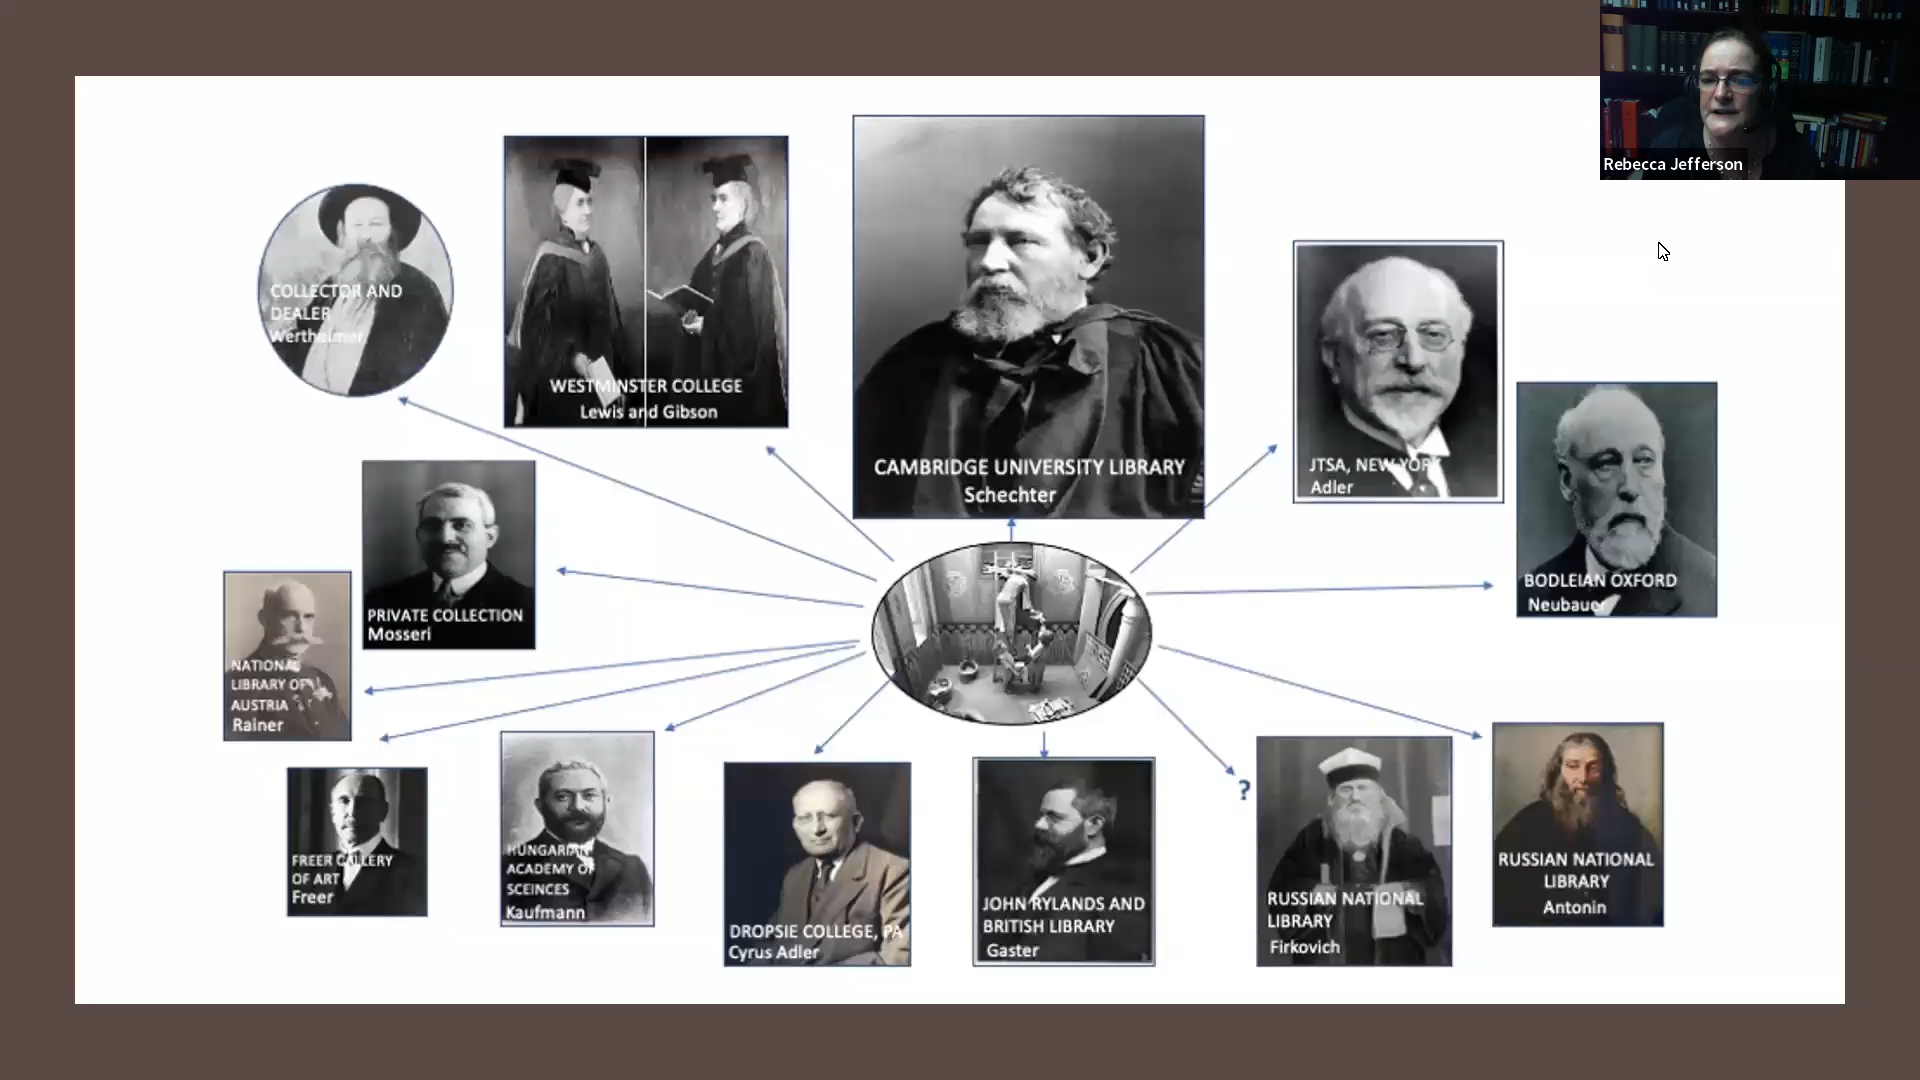 Rebecca Jefferson
COLLECTOR AND
DEALER
Wertheimer
WESTMINSTER COLLEGE
Lewis and Gibson
CAMBRIDGE UNIVERSITY LIBRARY
Schechter
JTSA, NEW YORK
Adler
BODLEIAN OXFORD
Neubauer
PRIVATE COLLECTION
Mosseri
NATIONAL
LIBRARY OF
AUSTRIA
Rainer
FREER GALLERY
OF ART
Freer
HUNGARIAN
ACADEMY OF
SCEINCES
Kaufmann
DROPSIE COLLEGE, PA
Cyrus Adler
JOHN RYLANDS AND
BRITISH LIBRARY
Gaster
?
RUSSIAN NATIONAL
LIBRARY
Firkovich
RUSSIAN NATIONAL
LIBRARY
Antonin